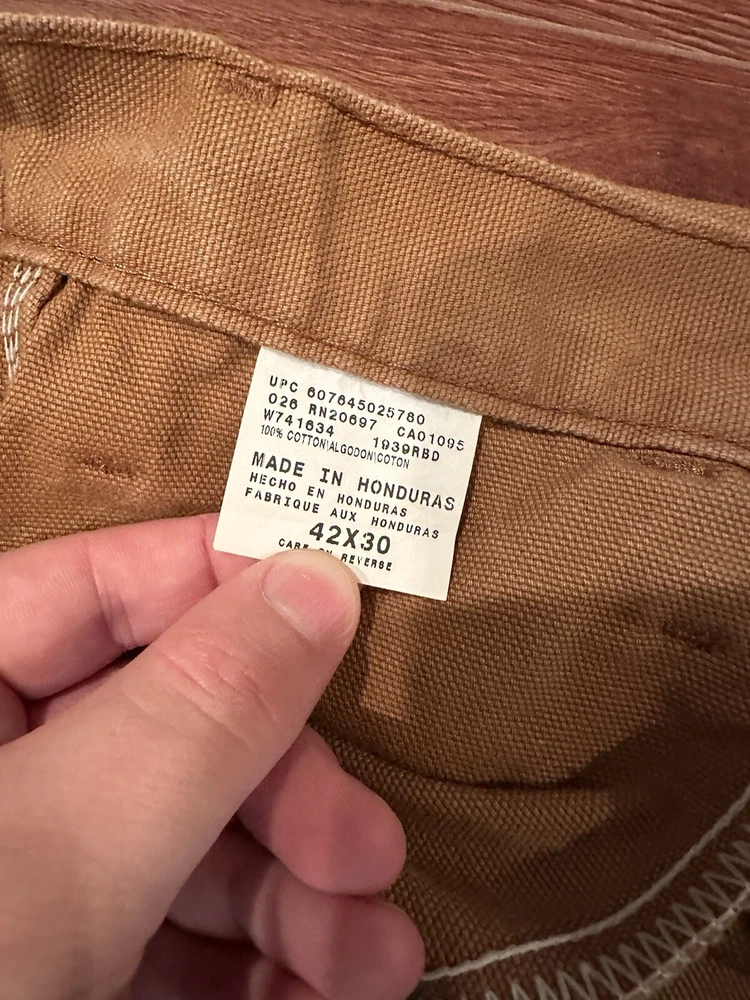 UPC 607645025780
026 RN20697 CA01095
W741634 1939RBD
100% COTTON\ALGODON\COTON
MADE IN HONDURAS
HECHO EN HONDURAS
FABRIQUE AUX HONDURAS
42X30
CARE ON REVERSE